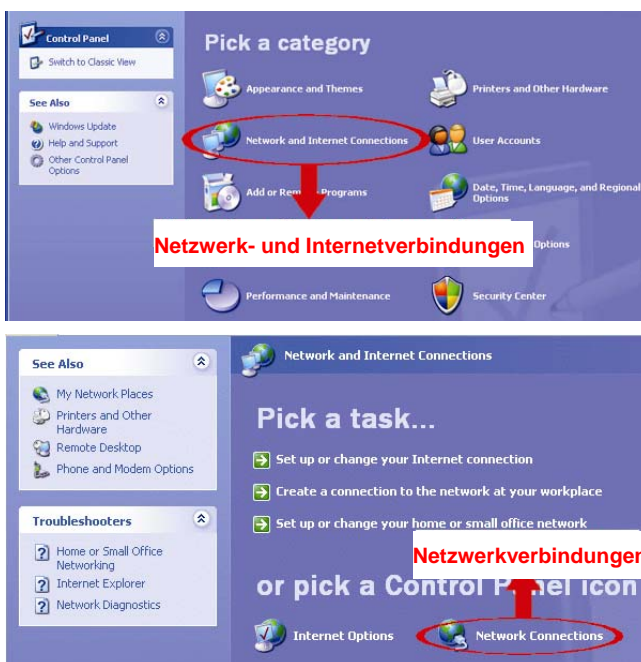 Control Panel
Switch to Classic View
See Also
Windows Update
Help and Support
Other Control Panel
Options
Pick a category
Appearance and Themes
Printers and Other Hardware
Network and Internet Connections
User Accounts
Add or Programs
Date, Time, Language, and Regional
Options
Netzwerk- und Internetverbindungen
Options
Performance and Maintenance
Security Center
See Also
My Network Places
Printers and Other
Hardware
Remote Desktop
Phone and Modem Options
Troubleshooters
Home or Small Office
Networking
Internet Explorer
Network Diagnostics
Network and Internet Connections
Pick a task...
Set up or change your Internet connection
Create a connection to the network at your workplace
Set up or change your home or small office network
Netzwerkverbindungen
or pick a Control icon
Internet Options
Network Connections